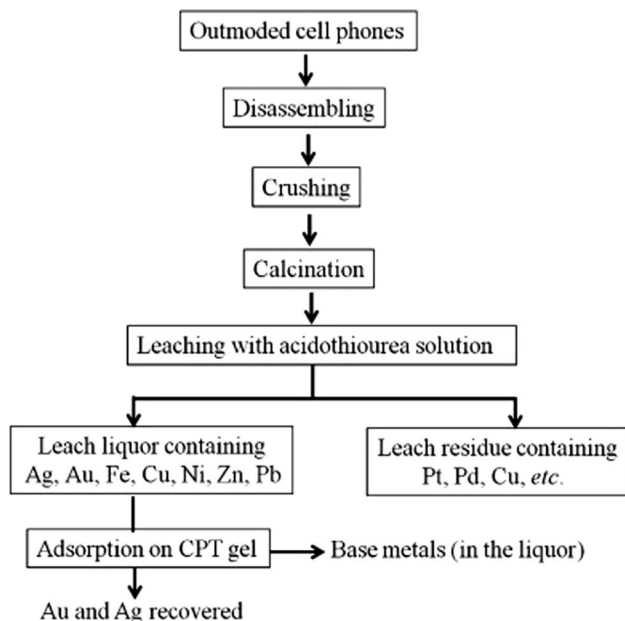 Outmoded cell phones
Disassembling
Crushing
Calcination
Leaching with acidothiourea solution
Leach liquor containing
Ag, Au, Fe, Cu, Ni, Zn, Pb
Leach residue containing
Pt, Pd, Cu, etc.
Adsorption on CPT gel
Base metals (in the liquor)
Au and Ag recovered